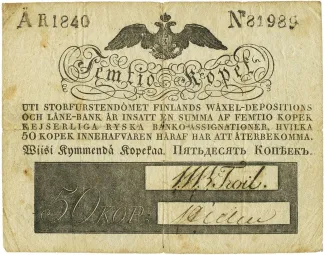 ÅR 1840 No 81989
Femtio Kopek
UTI STORFURSTENDÖMET FINLANDS WÄXEL-DEPOSITIONS
OCH LÅNE-BANK ÄR INSATT EN SUMMA AF FEMTIO KOPEK
KEJSERLIGA RYSKA BANKO-ASSIGNATIONER, HVILKA
50 KOPEK INNEHAFVAREN HÄRAF HAR ATT ÅTERBEKOMMA.
Wiisi Kymmendä Kopekaa. Пятьдесять Копѣекъ.
50 KOP.